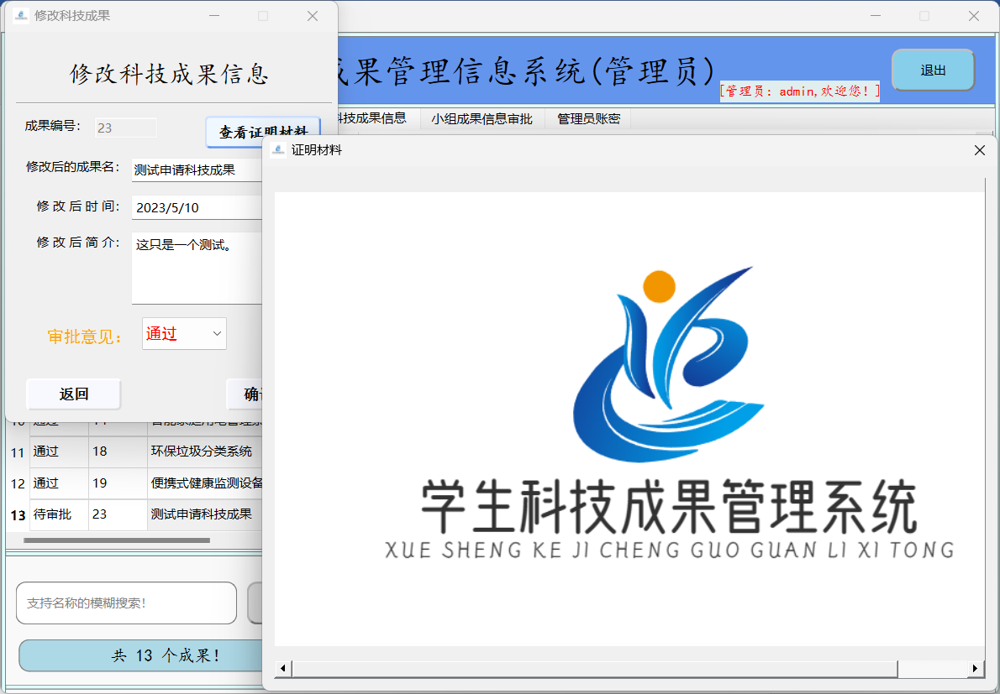 修改科技成果
修改科技成果信息
成果管理信息系统(管理员)
[管理员：admin,欢迎您！]
退出
科技成果信息
小组成果信息审批
管理员账密
成果编号：
23
查看证明材料
修改后的成果名：
测试申请科技成果
修改后时间：
2023/5/10
修改后简介：
这只是一个测试。
审批意见：
通过
返回
证明材料
学生科技成果管理系统
XUE SHENG KE JI CHENG GUO GUAN LI XI TONG
11 通过 18 环保垃圾分类系统
12 通过 19 便携式健康监测设备
13 待审批 23 测试申请科技成果
支持名称的模糊搜索！
共 13 个成果！